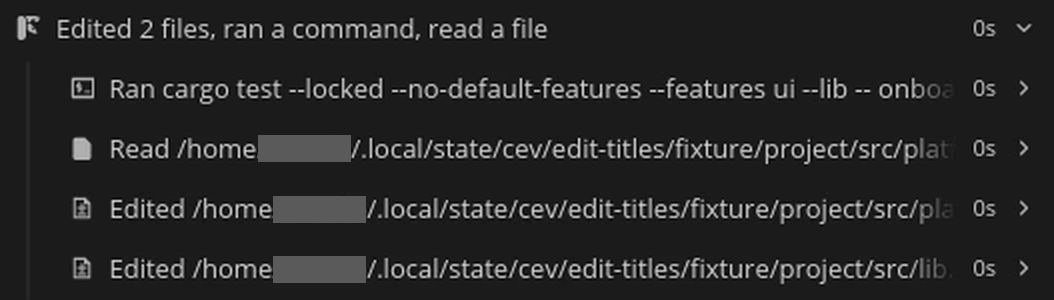 Edited 2 files, ran a command, read a file 0s
Ran cargo test --locked --no-default-features --features ui --lib -- onboa 0s
Read /home /.local/state/cev/edit-titles/fixture/project/src/plat 0s
Edited /home /.local/state/cev/edit-titles/fixture/project/src/pla 0s
Edited /home /.local/state/cev/edit-titles/fixture/project/src/lib. 0s